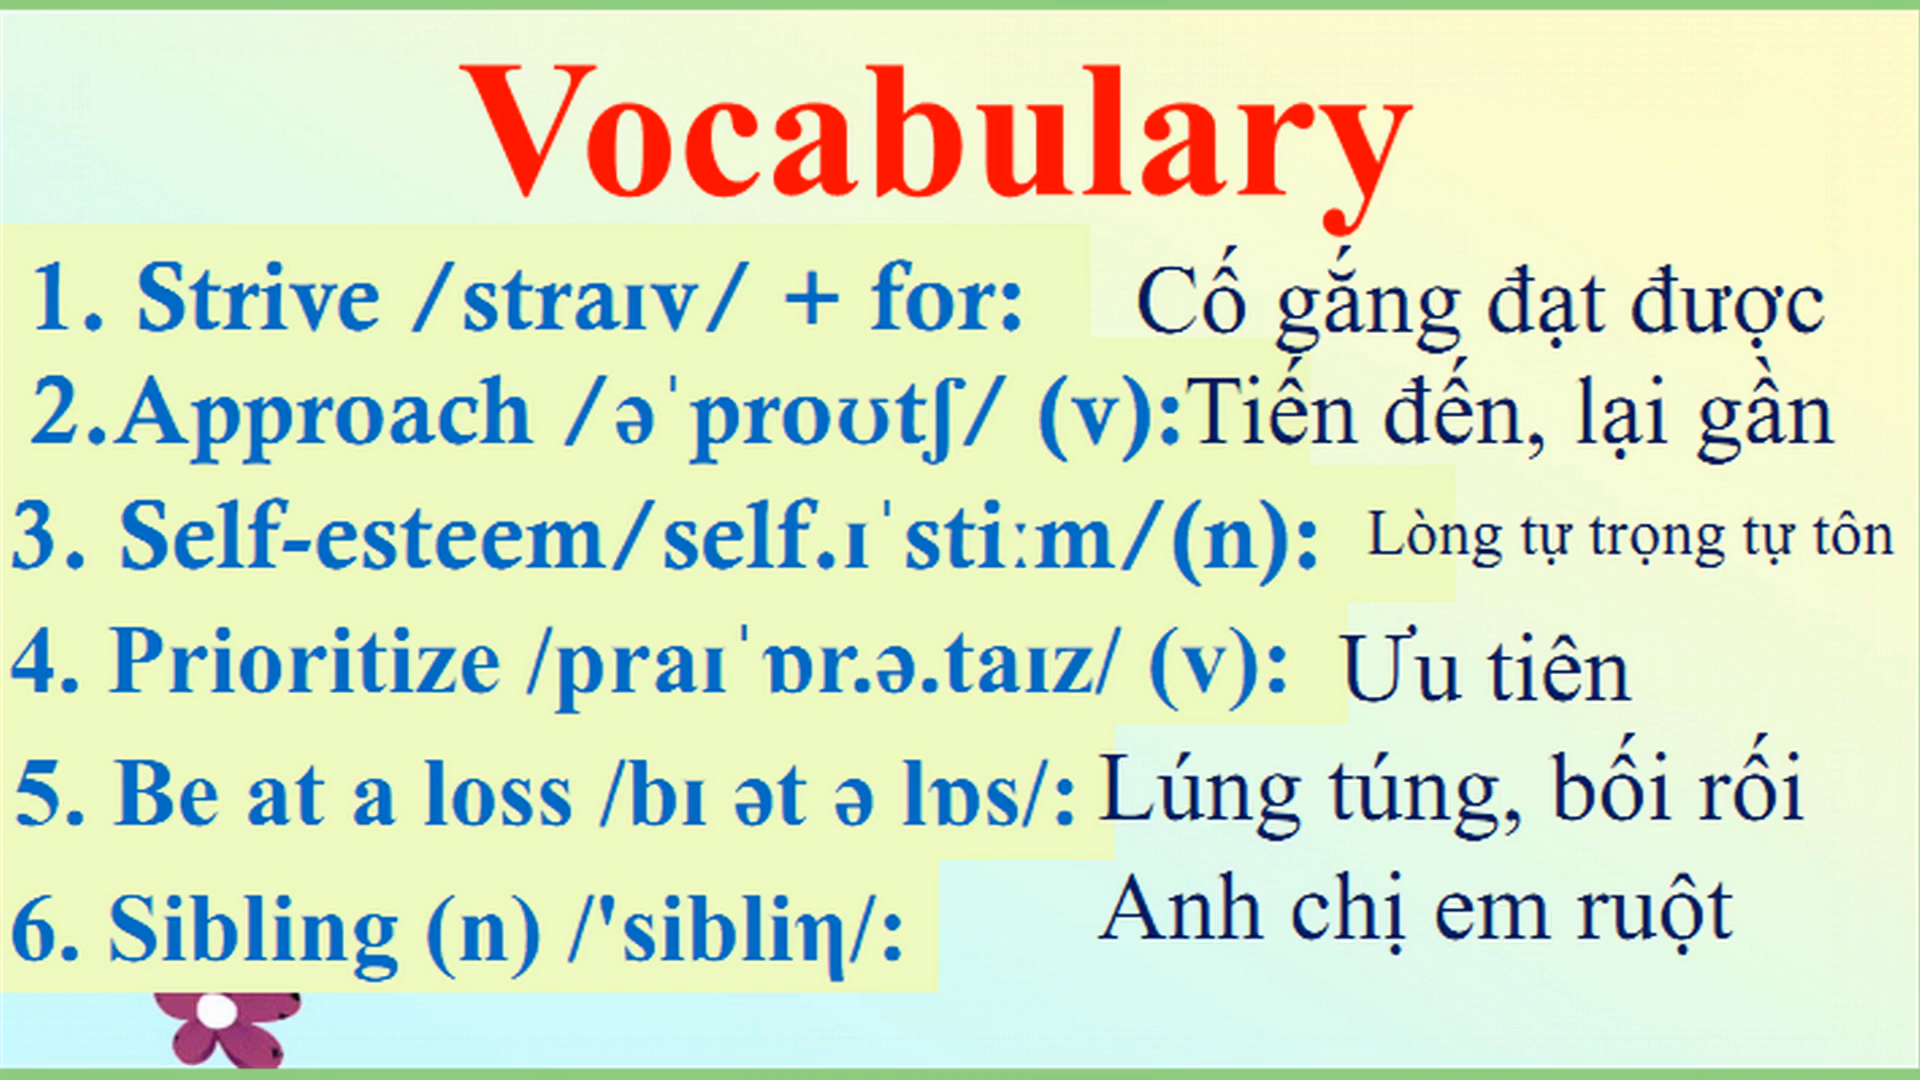 Vocabulary
1. Strive /straɪv/ + for: Cố gắng đạt được
2.Approach /əˈproʊtʃ/ (v):Tiến đến, lại gần
3. Self-esteem/self.ɪˈstiːm/(n): Lòng tự trọng tự tôn
4. Prioritize /praɪˈɒr.ə.taɪz/ (v): Ưu tiên
5. Be at a loss /bɪ ət ə lɒs/: Lúng túng, bối rối
6. Sibling (n) /'sibliη/: Anh chị em ruột